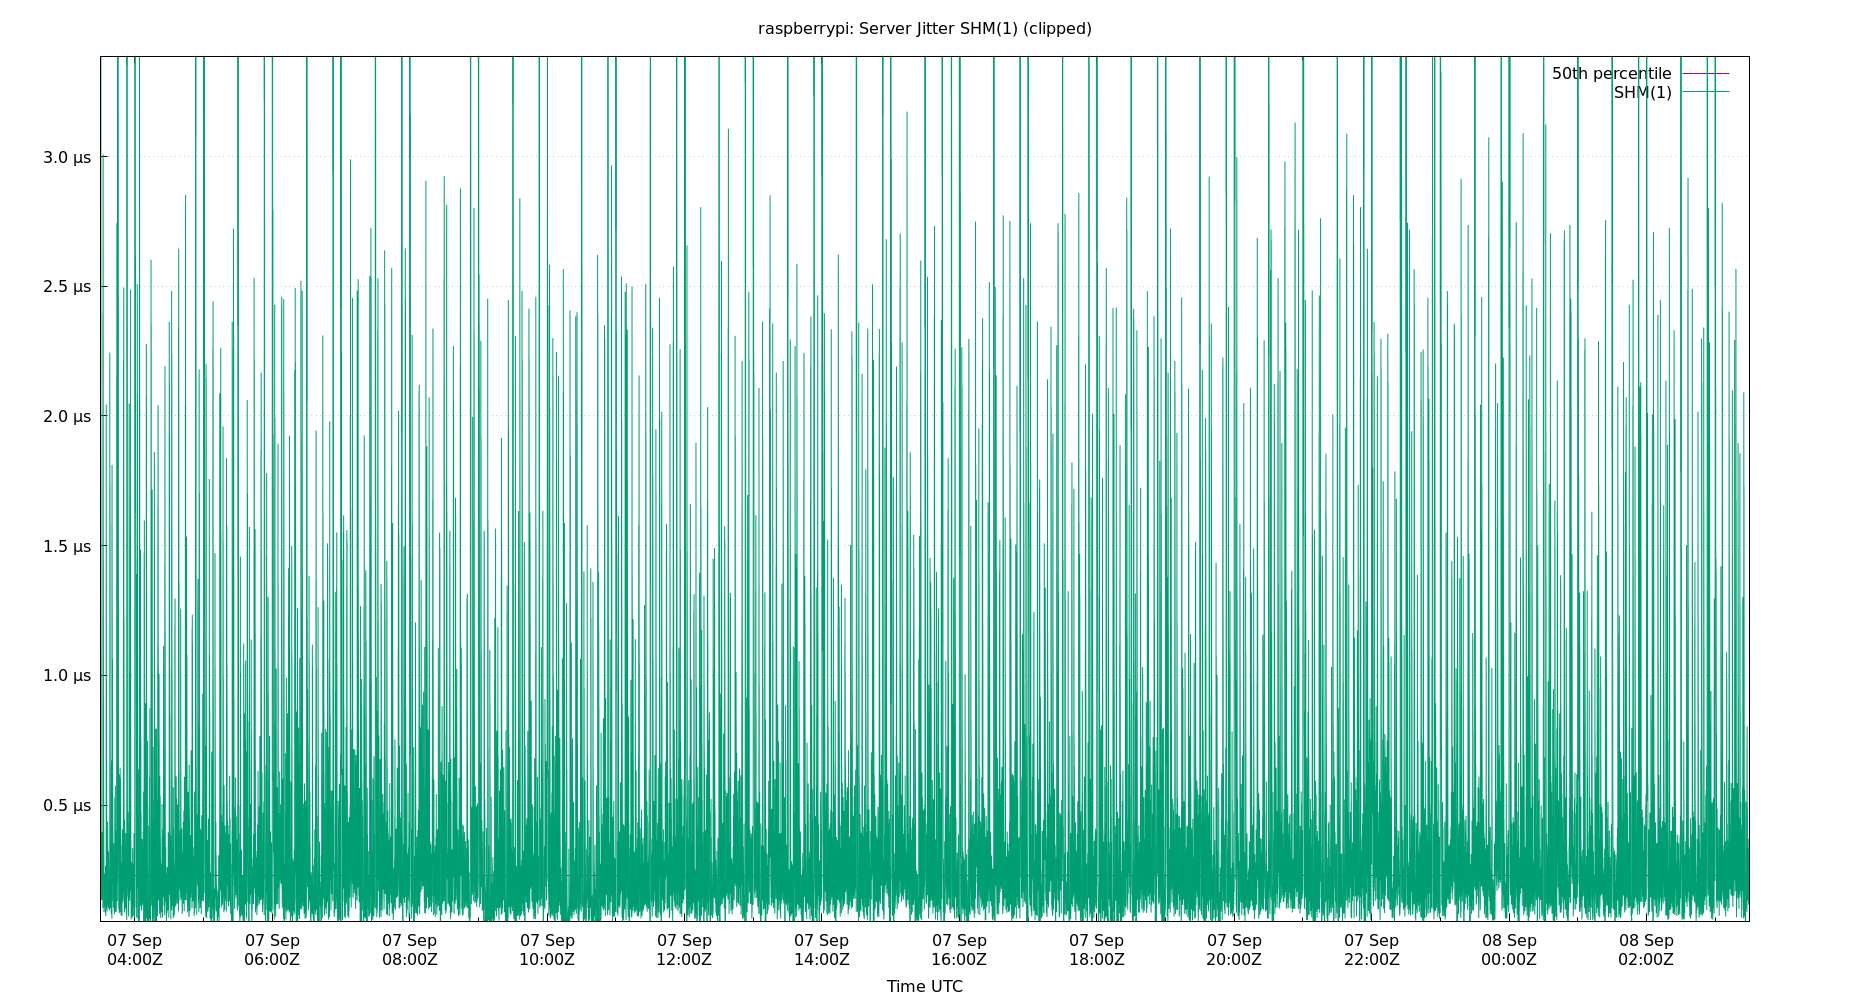 raspberrypi: Server Jitter SHM(1) (clipped)
50th percentile
SHM(1)
3.0 µs
2.5 µs
2.0 µs
1.5 µs
1.0 µs
0.5 µs
07 Sep 07 Sep 07 Sep 07 Sep 07 Sep 07 Sep 07 Sep 07 Sep 07 Sep 07 Sep 08 Sep 08 Sep
04:00Z 06:00Z 08:00Z 10:00Z 12:00Z 14:00Z 16:00Z 18:00Z 20:00Z 22:00Z 00:00Z 02:00Z
Time UTC